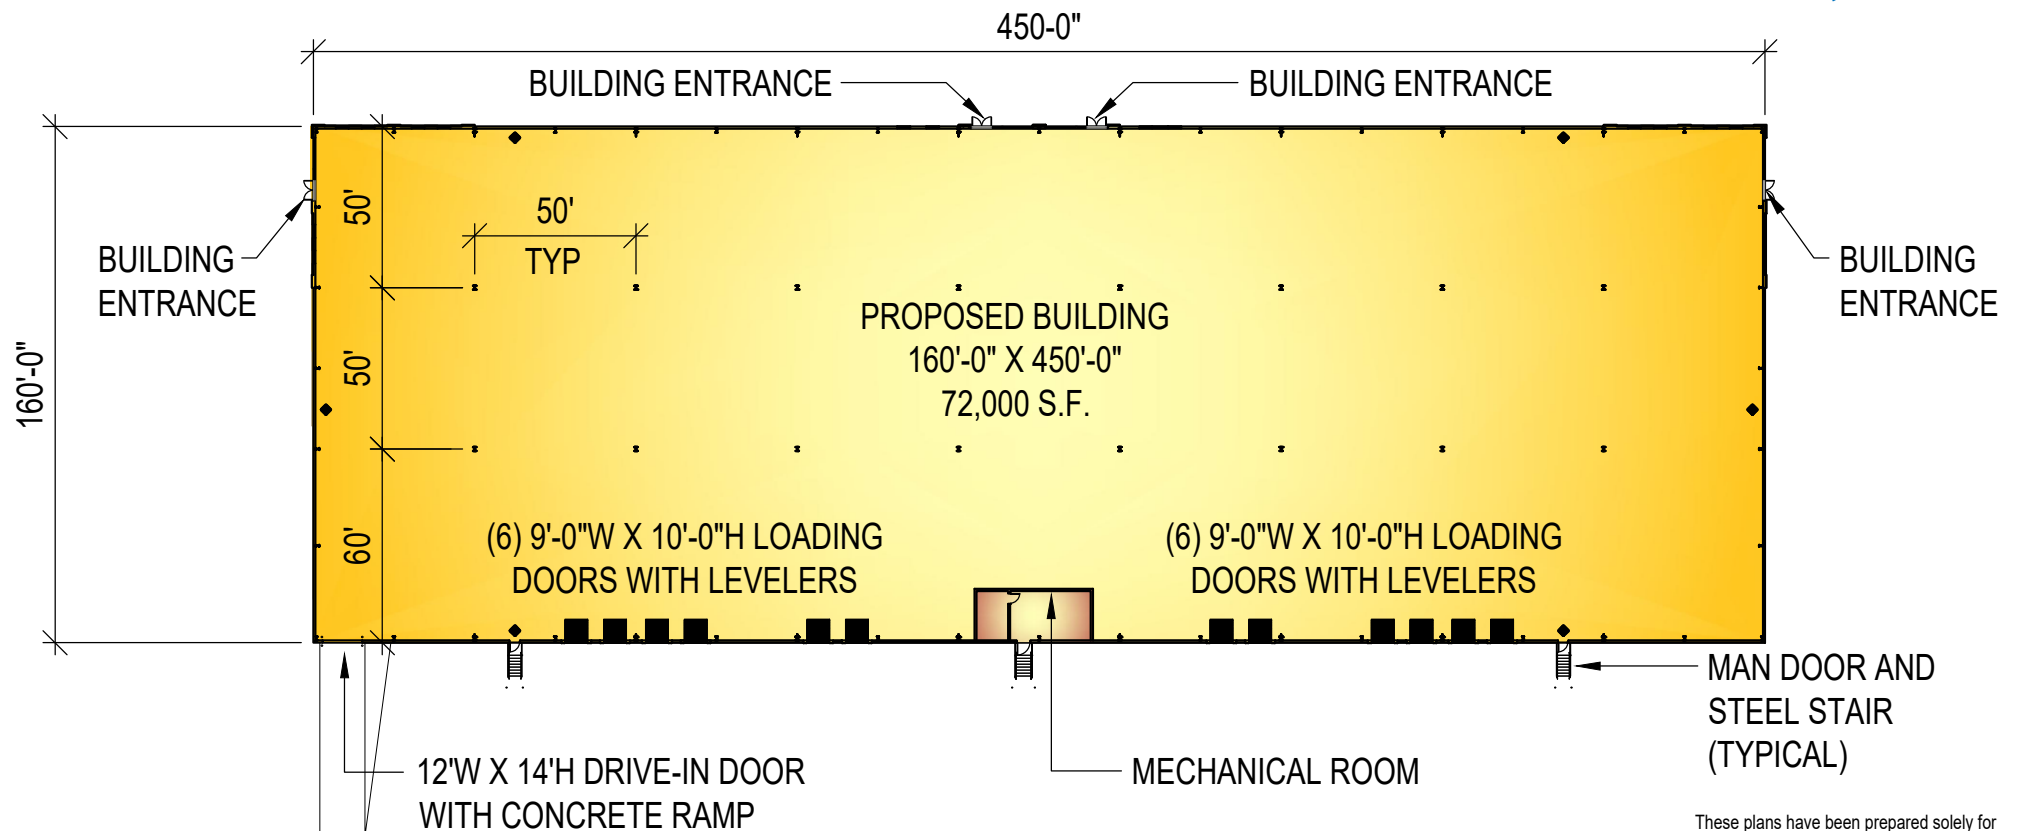 450-0"
BUILDING ENTRANCE
BUILDING ENTRANCE
160'-0"
50'
50'
TYP
BUILDING
ENTRANCE
BUILDING
ENTRANCE
PROPOSED BUILDING
160'-0" X 450'-0"
72,000 S.F.
50'
60'
(6) 9'-0"W X 10'-0"H LOADING
DOORS WITH LEVELERS
(6) 9'-0"W X 10'-0"H LOADING
DOORS WITH LEVELERS
MAN DOOR AND
STEEL STAIR
(TYPICAL)
12'W X 14'H DRIVE-IN DOOR
WITH CONCRETE RAMP
MECHANICAL ROOM
These plans have been prepared solely for